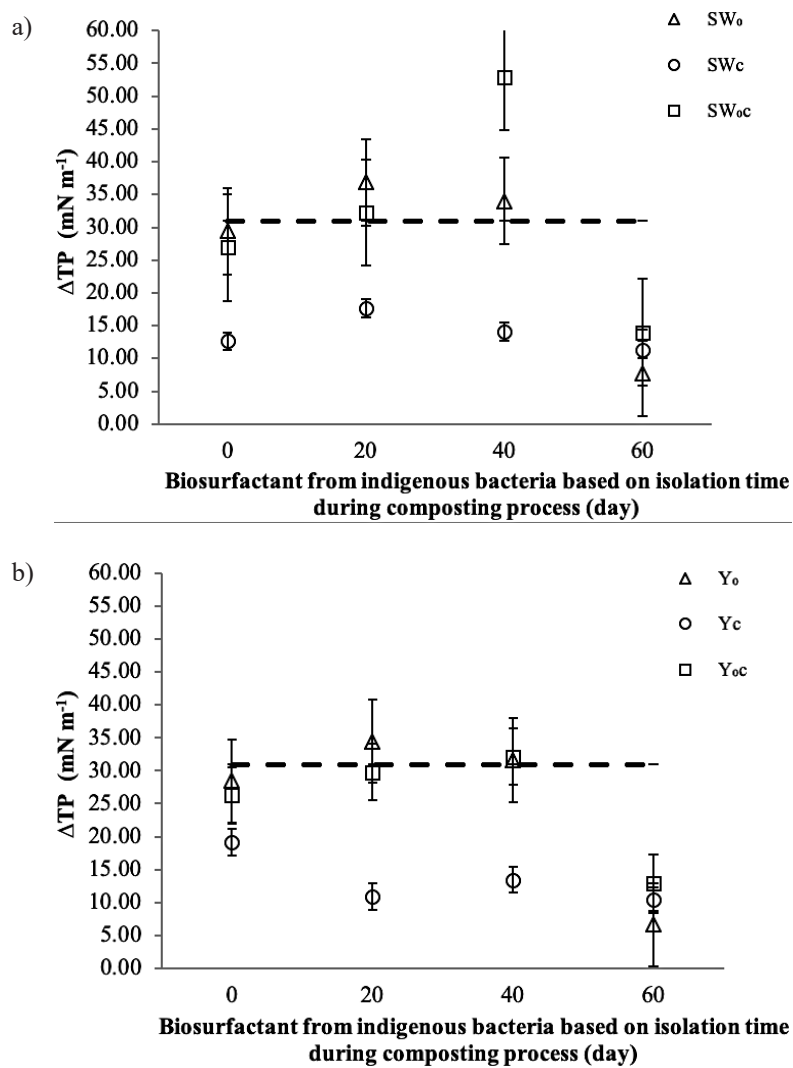 a)
ΔTP (mN m⁻¹)
60.00
55.00
50.00
45.00
40.00
35.00
30.00
25.00
20.00
15.00
10.00
5.00
0.00
SW₀
SWc
SW₀c
0 20 40 60
Biosurfactant from indigenous bacteria based on isolation time
during composting process (day)
b)
ΔTP (mN m⁻¹)
60.00
55.00
50.00
45.00
40.00
35.00
30.00
25.00
20.00
15.00
10.00
5.00
0.00
Y₀
Yc
Y₀c
0 20 40 60
Biosurfactant from indigenous bacteria based on isolation time
during composting process (day)